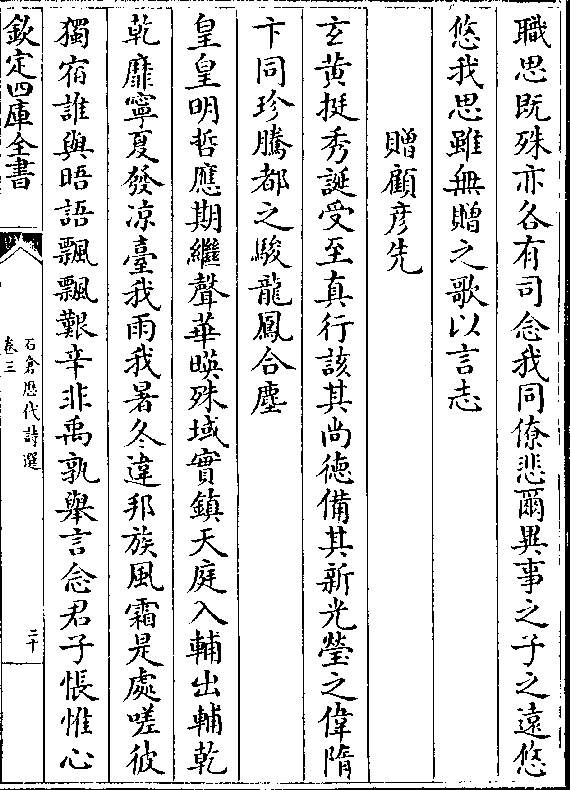 職思既殊亦各有司念我同僚悲爾異事之子之遠悠
悠我思雖無贈之歌以言志
贈顧彦先
玄黄挺秀誕受至真行該其尚德備其新光瑩之偉隋
卞同珍騰都之駿龍鳳合塵
皇皇明哲應期繼聲華暎殊域實鎮天庭入輔出輔乾
乾靡寧夏發凉臺我雨我暑冬違邦族風霜是處嗟彼
獨宿誰與晤語飄飄艱辛非禹孰舉言念君子悵惟心
欽定四庫全書
石倉歴代詩選
卷三
二十